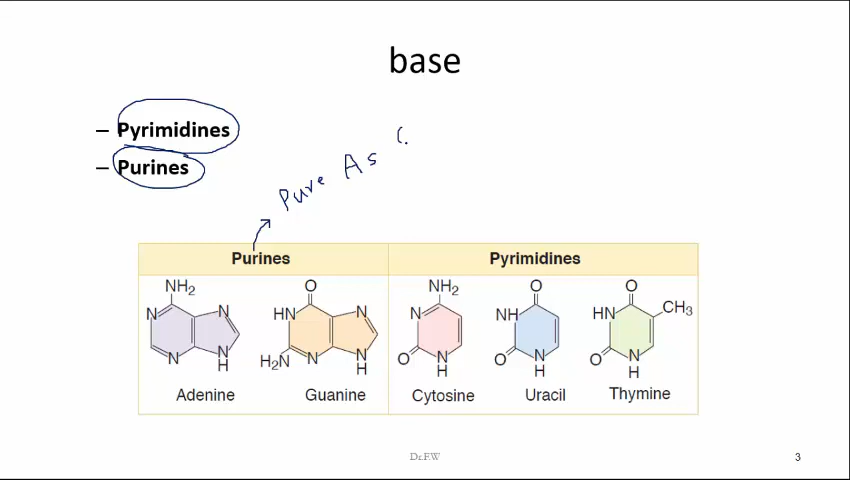 base
– Pyrimidines
– Purines
Pure As
Purines Pyrimidines
NH2 O NH2 O O
N N HN N N NH HN CH3
N N H H2N N N H O N H O N H O N H
Adenine Guanine Cytosine Uracil Thymine
Dr.F.W 3